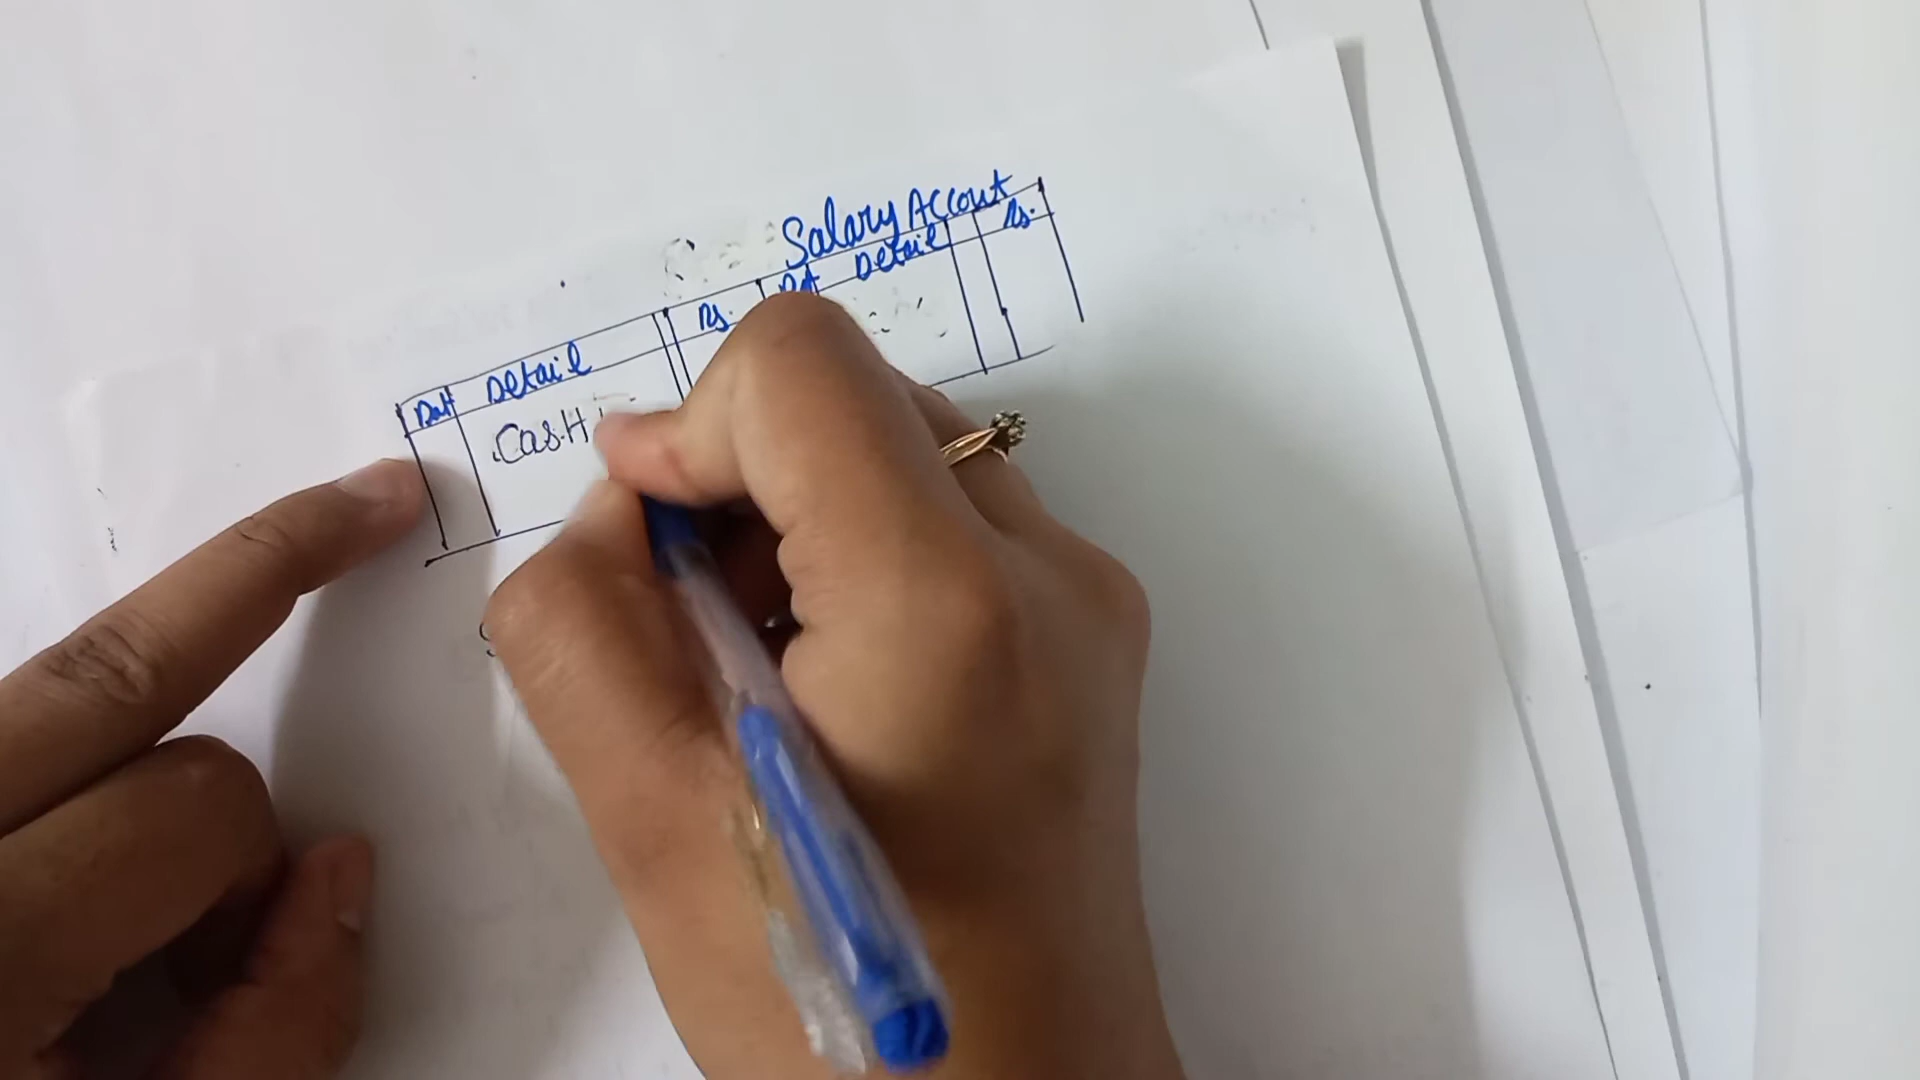 Salary Accout
Dat Detail Rs. Dat Detail Rs.
Cash